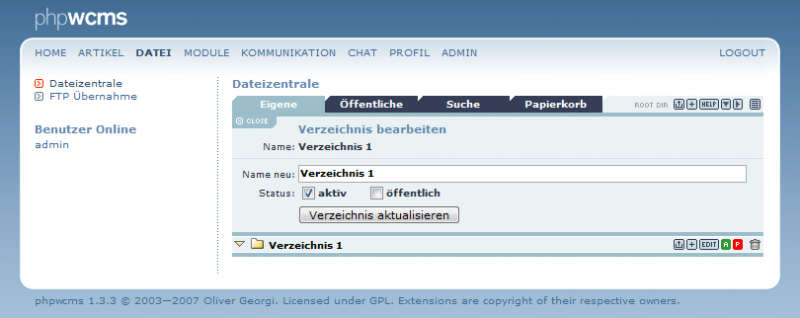 phpwcms
HOME ARTIKEL DATEI MODULE KOMMUNIKATION CHAT PROFIL ADMIN LOGOUT
Dateizentrale
FTP Übernahme
Benutzer Online
admin
Dateizentrale
Eigene Öffentliche Suche Papierkorb ROOT DIR HELP
CLOSE
Verzeichnis bearbeiten
Name: Verzeichnis 1
Name neu: Verzeichnis 1
Status: aktiv öffentlich
Verzeichnis aktualisieren
Verzeichnis 1 EDIT A P
phpwcms 1.3.3 © 2003—2007 Oliver Georgi. Licensed under GPL. Extensions are copyright of their respective owners.